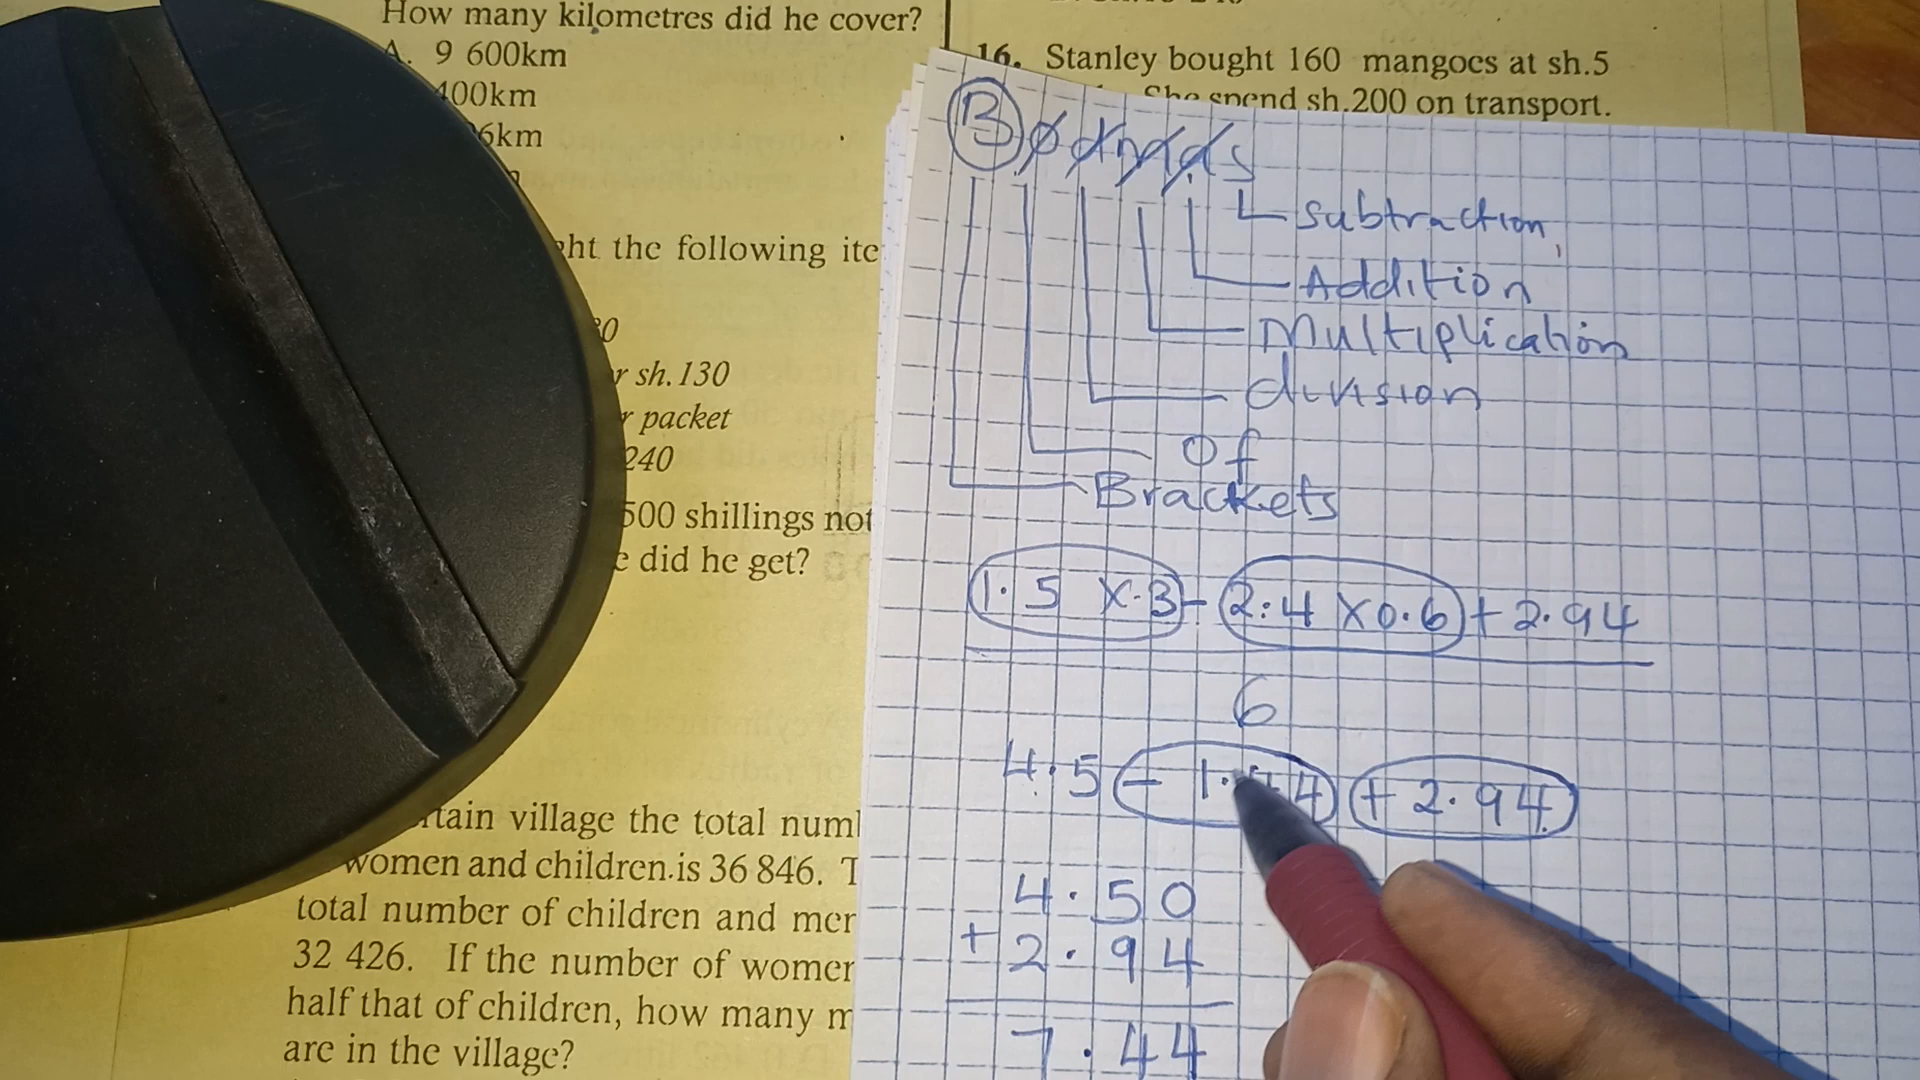 How many kilometres did he cover?
A. 9 600km
400km
6km
ht the following ite
r sh.130
r packet
240
500 shillings not
e did he get?
rtain village the total num
women and children is 36 846. T
total number of children and mer
32 426. If the number of women
half that of children, how many m
are in the village?
16. Stanley bought 160 mangoes at sh.5
She spend sh.200 on transport.
Bodmas
subtraction,
Addition
Multiplication
division
Of
Brackets
1.5 x.3 - 2.4 x0.6 + 2.94
6
4.5 - 1.44 + 2.94
4.50
+ 2.94
7.44